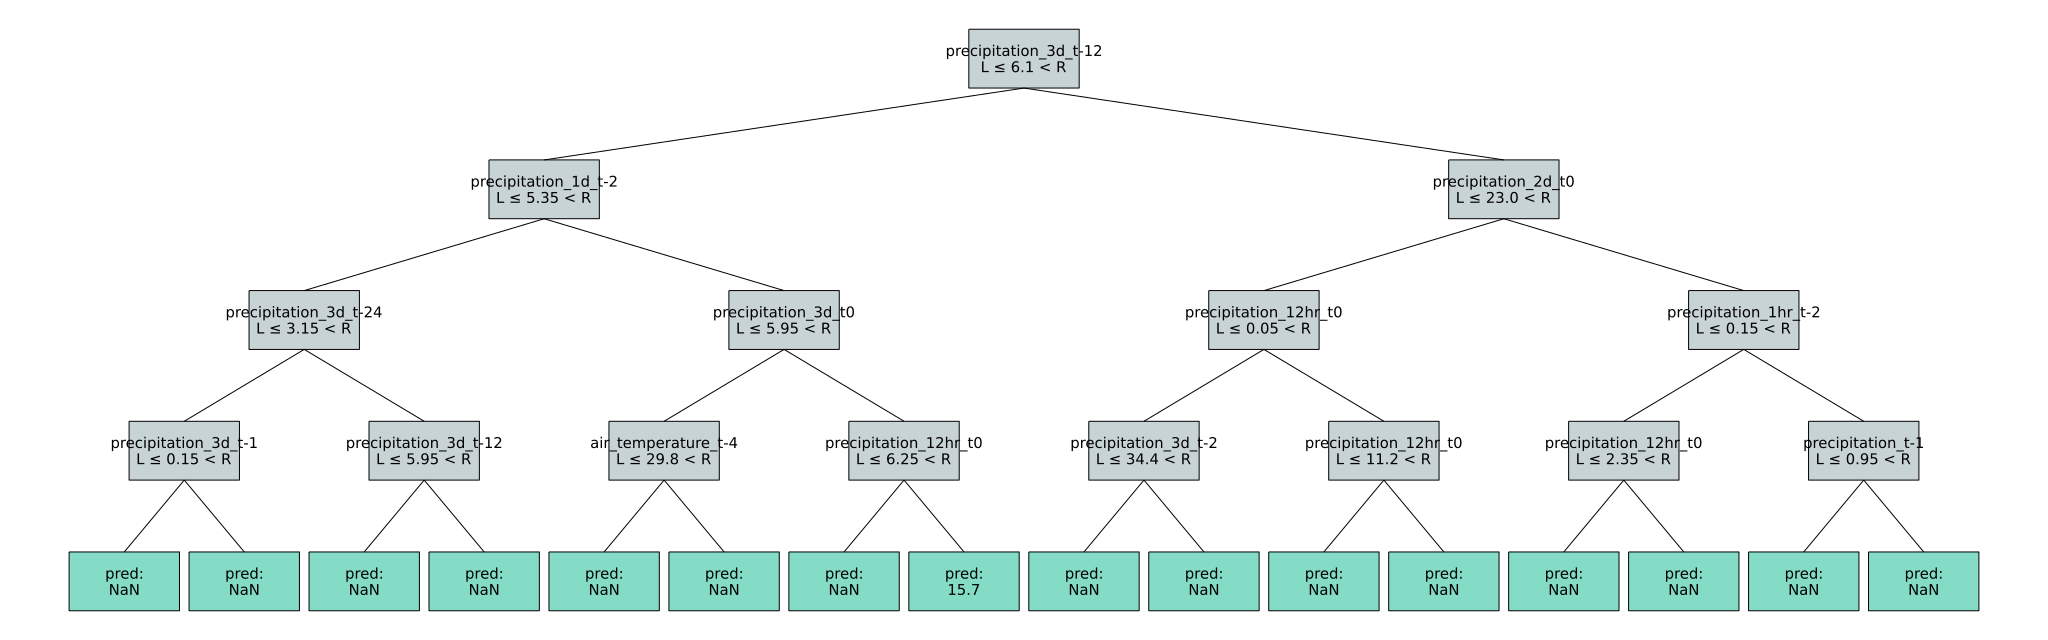 precipitation_3d_t-12
L ≤ 6.1 < R
precipitation_1d_t-2
L ≤ 5.35 < R
precipitation_2d_t0
L ≤ 23.0 < R
precipitation_3d_t-24
L ≤ 3.15 < R
precipitation_3d_t0
L ≤ 5.95 < R
precipitation_12hr_t0
L ≤ 0.05 < R
precipitation_1hr_t-2
L ≤ 0.15 < R
precipitation_3d_t-1
L ≤ 0.15 < R
precipitation_3d_t-12
L ≤ 5.95 < R
air_temperature_t-4
L ≤ 29.8 < R
precipitation_12hr_t0
L ≤ 6.25 < R
precipitation_3d_t-2
L ≤ 34.4 < R
precipitation_12hr_t0
L ≤ 11.2 < R
precipitation_12hr_t0
L ≤ 2.35 < R
precipitation_t-1
L ≤ 0.95 < R
pred:
NaN
pred:
NaN
pred:
NaN
pred:
NaN
pred:
NaN
pred:
NaN
pred:
NaN
pred:
15.7
pred:
NaN
pred:
NaN
pred:
NaN
pred:
NaN
pred:
NaN
pred:
NaN
pred:
NaN
pred:
NaN